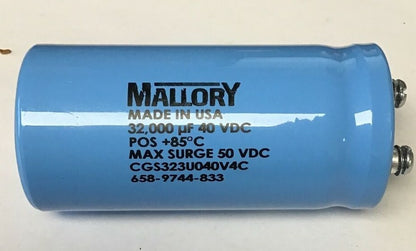 MALLORY
MADE IN USA
32,000 µF 40 VDC
POS +85°C
MAX SURGE 50 VDC
CGS323U040V4C
658-9744-833